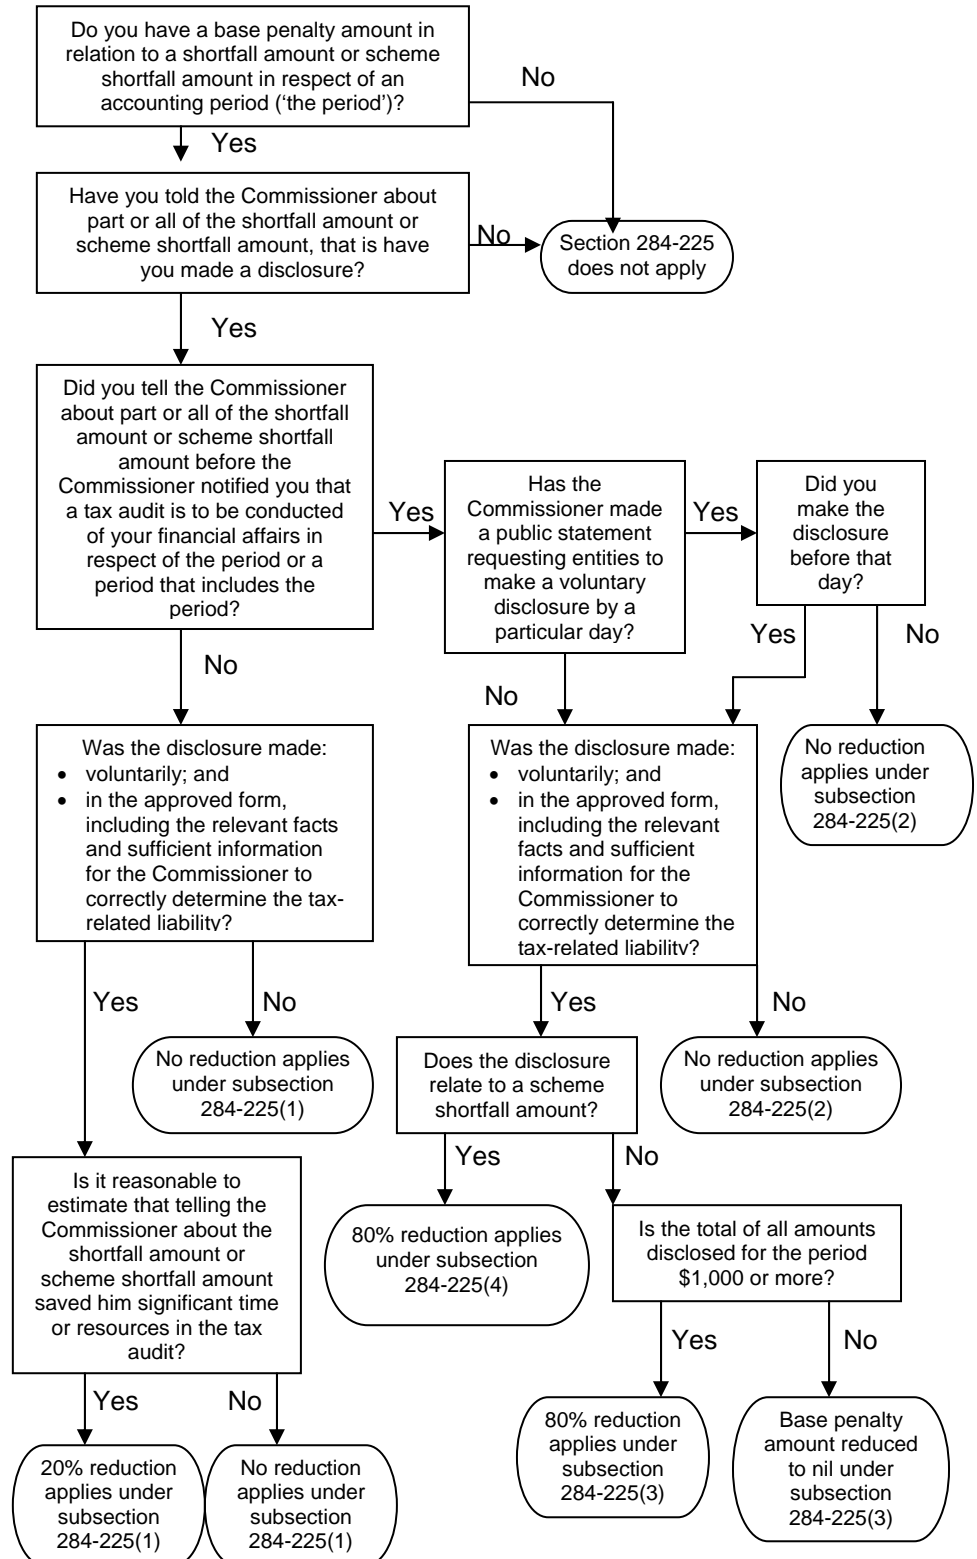 Do you have a base penalty amount in
relation to a shortfall amount or scheme
shortfall amount in respect of an
accounting period (‘the period’)?
No
Yes
Have you told the Commissioner about
part or all of the shortfall amount or
scheme shortfall amount, that is have
you made a disclosure?
No
Section 284-225
does not apply
Yes
Did you tell the Commissioner
about part or all of the shortfall
amount or scheme shortfall
amount before the
Commissioner notified you that
a tax audit is to be conducted
of your financial affairs in
respect of the period or a
period that includes the
period?
Yes
Has the
Commissioner made
a public statement
requesting entities to
make a voluntary
disclosure by a
particular day?
Yes
Did you
make the
disclosure
before that
day?
No
No
Yes
No
Was the disclosure made:
• voluntarily; and
• in the approved form,
including the relevant facts
and sufficient information
for the Commissioner to
correctly determine the tax-
related liability?
Was the disclosure made:
• voluntarily; and
• in the approved form,
including the relevant
facts and sufficient
information for the
Commissioner to
correctly determine the
tax-related liability?
No reduction
applies under
subsection
284-225(2)
Yes
No
Yes
No
No reduction applies
under subsection
284-225(1)
Does the disclosure
relate to a scheme
shortfall amount?
No reduction applies
under subsection
284-225(2)
Yes
No
Is it reasonable to
estimate that telling the
Commissioner about the
shortfall amount or
scheme shortfall amount
saved him significant time
or resources in the tax
audit?
80% reduction applies
under subsection
284-225(4)
Is the total of all amounts
disclosed for the period
$1,000 or more?
Yes
No
Yes
No
20% reduction
applies under
subsection
284-225(1)
No reduction
applies under
subsection
284-225(1)
80% reduction
applies under
subsection
284-225(3)
Base penalty
amount reduced
to nil under
subsection
284-225(3)